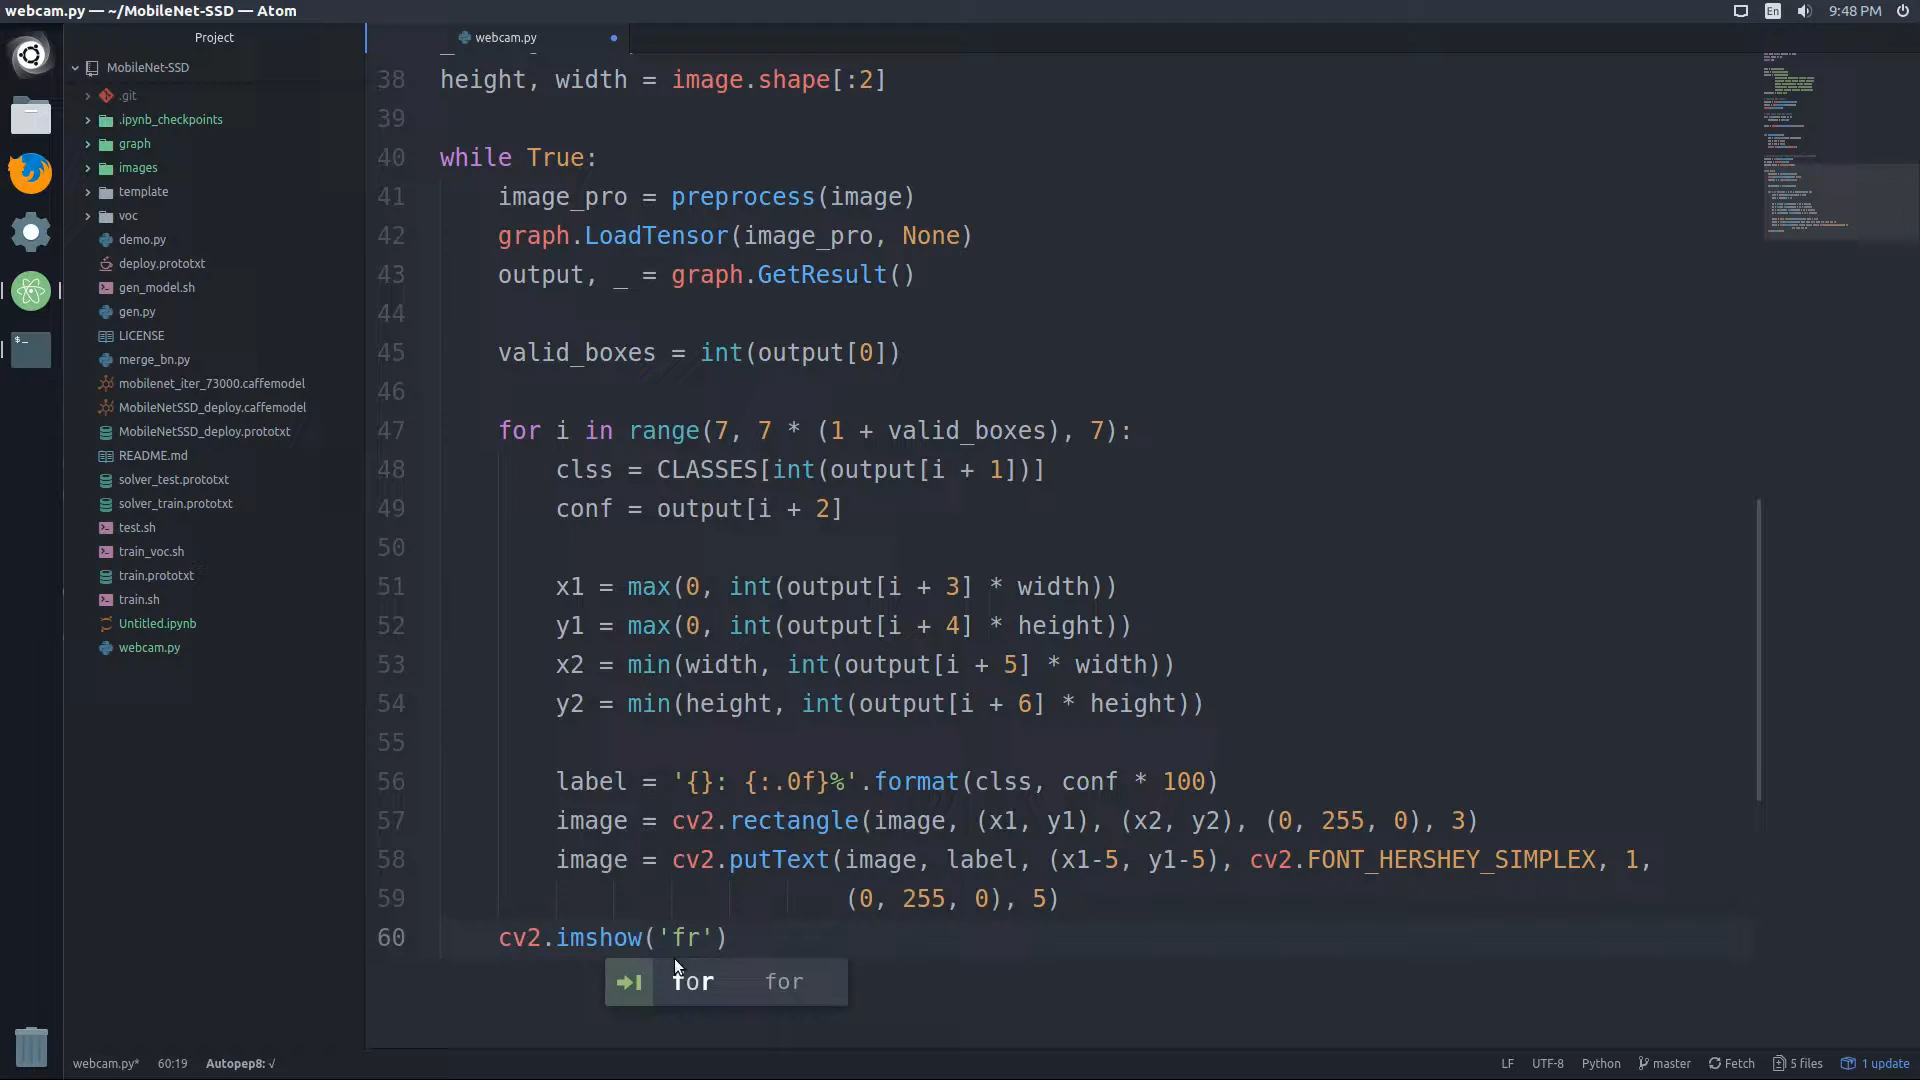 webcam.py — ~/MobileNet-SSD — Atom
En
9:48 PM
Project
MobileNet-SSD
.git
.ipynb_checkpoints
graph
images
template
voc
demo.py
deploy.prototxt
gen_model.sh
gen.py
LICENSE
merge_bn.py
mobilenet_iter_73000.caffemodel
MobileNetSSD_deploy.caffemodel
MobileNetSSD_deploy.prototxt
README.md
solver_test.prototxt
solver_train.prototxt
test.sh
train_voc.sh
train.prototxt
train.sh
Untitled.ipynb
webcam.py
webcam.py
38 height, width = image.shape[:2]
39
40 while True:
41 image_pro = preprocess(image)
42 graph.LoadTensor(image_pro, None)
43 output, _ = graph.GetResult()
44
45 valid_boxes = int(output[0])
46
47 for i in range(7, 7 * (1 + valid_boxes), 7):
48 clss = CLASSES[int(output[i + 1])]
49 conf = output[i + 2]
50
51 x1 = max(0, int(output[i + 3] * width))
52 y1 = max(0, int(output[i + 4] * height))
53 x2 = min(width, int(output[i + 5] * width))
54 y2 = min(height, int(output[i + 6] * height))
55
56 label = '{}: {:.0f}%'.format(clss, conf * 100)
57 image = cv2.rectangle(image, (x1, y1), (x2, y2), (0, 255, 0), 3)
58 image = cv2.putText(image, label, (x1-5, y1-5), cv2.FONT_HERSHEY_SIMPLEX, 1,
59 (0, 255, 0), 5)
60 cv2.imshow('fr')
for for
webcam.py* 60:19 Autopep8: √
LF UTF-8 Python master Fetch 5 files 1 update